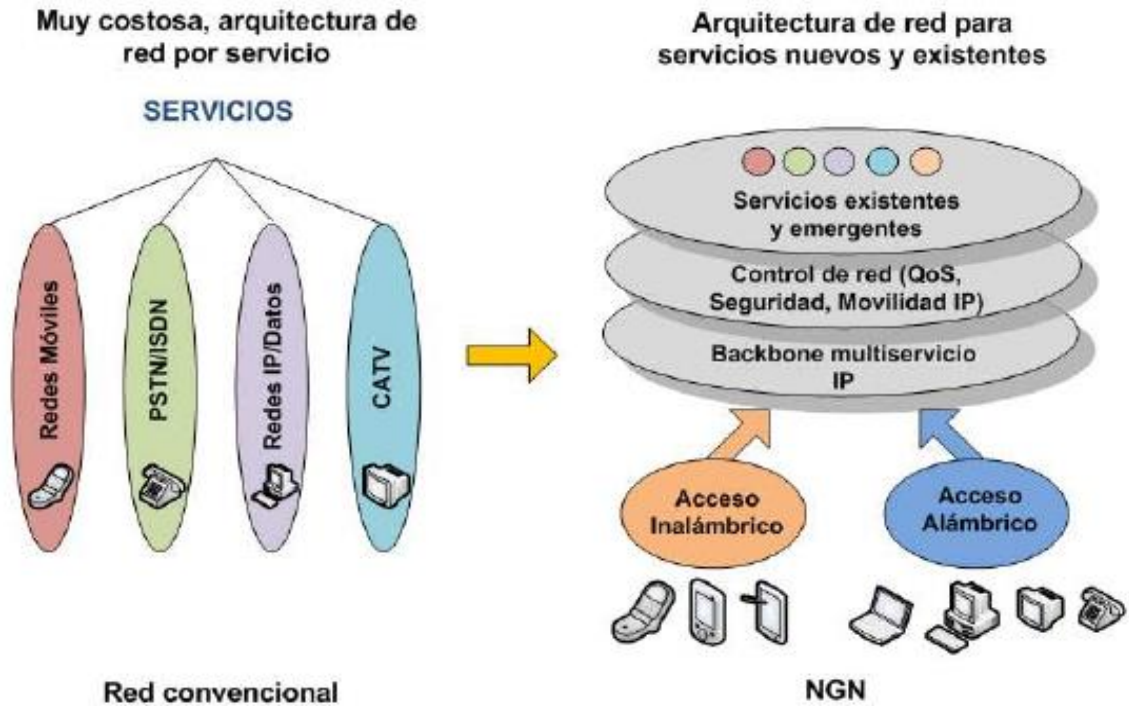 Muy costosa, arquitectura de
red por servicio
SERVICIOS
Redes Móviles
PSTN/ISDN
Redes IP/Datos
CATV
Red convencional
Arquitectura de red para
servicios nuevos y existentes
Servicios existentes
y emergentes
Control de red (QoS,
Seguridad, Movilidad IP)
Backbone multiservicio
IP
Acceso
Inalámbrico
Acceso
Alámbrico
NGN